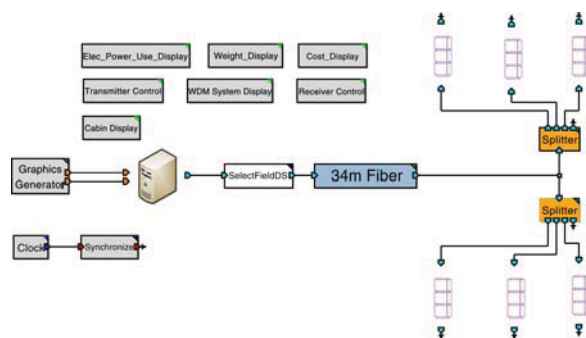 Elec_Power_Use_Display
Weight_Display
Cost_Display
Transmitter Control
WDM System Display
Receiver Control
Cabin Display
Splitter
Graphics
Generator
SelectFieldDS
34m Fiber
Splitter
Clock
Synchronize